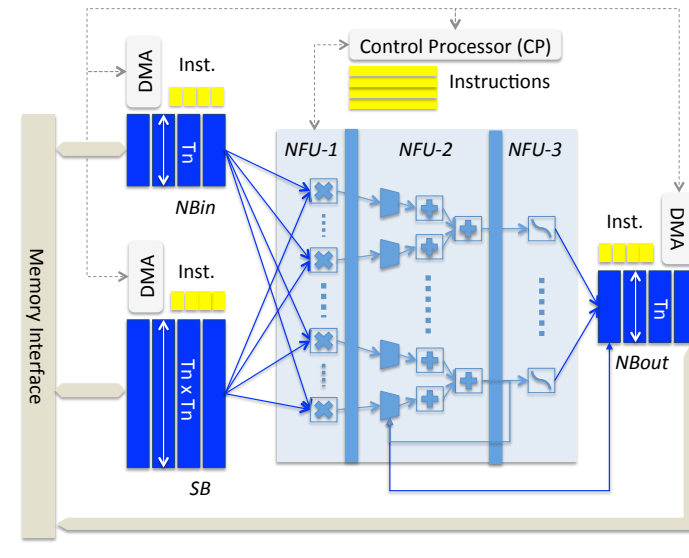 Control Processor (CP)
DMA
Inst.
Instructions
Tn
NBin
NFU-1
NFU-2
NFU-3
Memory Interface
DMA
Inst.
Tn x Tn
SB
Inst.
DMA
Tn
NBout